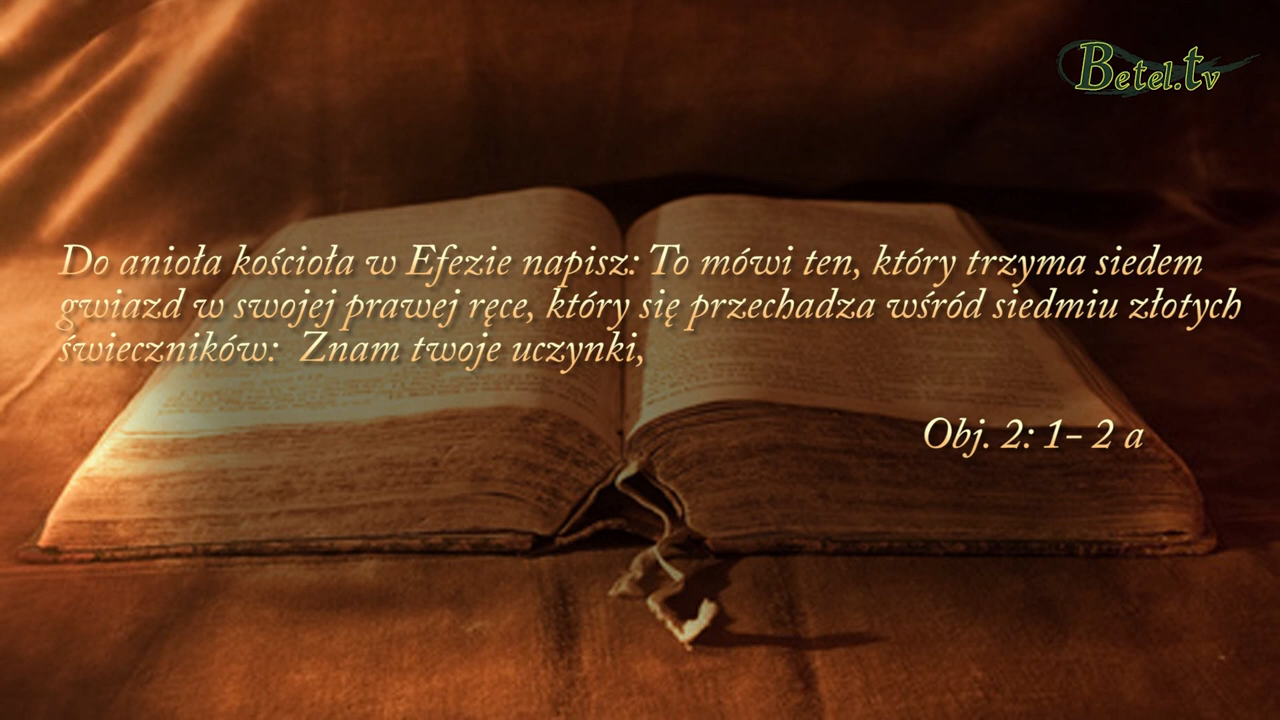 Betel.tv
Do anioła kościoła w Efezie napisz: To mówi ten, który trzyma siedem
gwiazd w swojej prawej ręce, który się przechadza wśród siedmiu złotych
świeczników:  Znam twoje uczynki,
Obj. 2: 1- 2 a